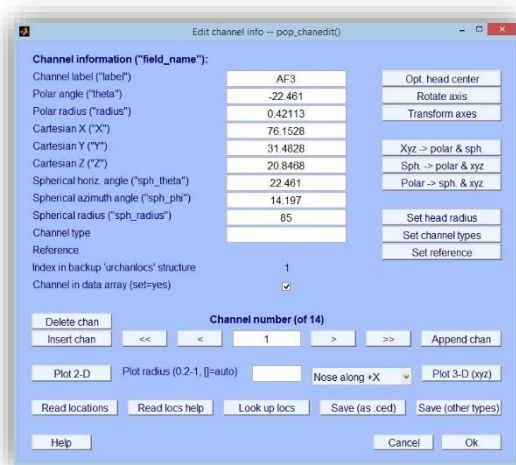 Edit channel info -- pop_chanedit()
Channel information ("field_name"):
Channel label ("label") AF3 Opt. head center
Polar angle ("theta") -22.461 Rotate axis
Polar radius ("radius") 0.42113 Transform axes
Cartesian X ("X") 76.1528
Cartesian Y ("Y") 31.4828 Xyz -> polar & sph.
Cartesian Z ("Z") 20.8468 Sph. -> polar & xyz
Spherical horiz. angle ("sph_theta") 22.461 Polar -> sph. & xyz
Spherical azimuth angle ("sph_phi") 14.197
Spherical radius ("sph_radius") 85 Set head radius
Channel type Set channel types
Reference Set reference
Index in backup 'urchanlocs' structure 1
Channel in data array (set=yes)
Delete chan Channel number (of 14)
Insert chan << < 1 > >> Append chan
Plot 2-D Plot radius (0.2-1, []=auto) Nose along +X Plot 3-D (xyz)
Read locations Read locs help Look up locs Save (as .ced) Save (other types)
Help Cancel Ok